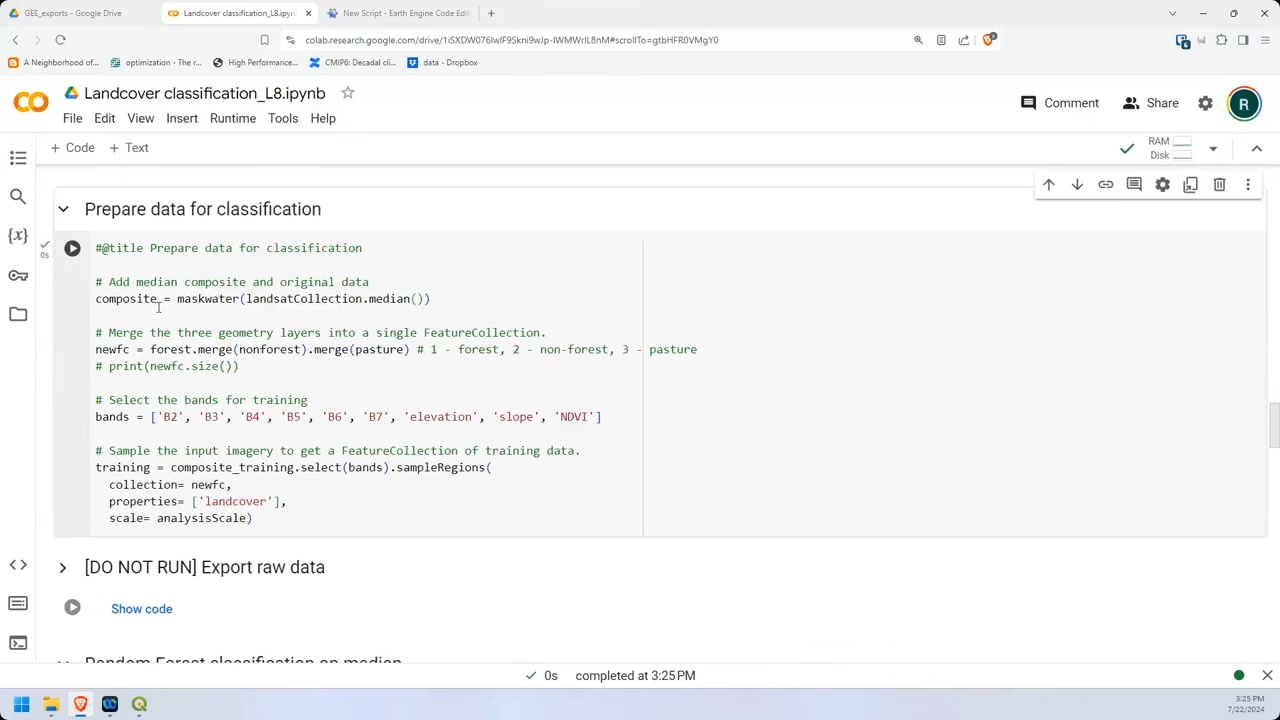 GEE_exports - Google Drive
Landcover classification_L8.ipynb
New Script - Earth Engine Code Edit
colab.research.google.com/drive/1iSXDW076IwIF9Skni9wJp-IWMWrlL8nM#scrollTo=gtbHFR0VMgY0
A Neighborhood of...
optimization - The r...
High Performance...
CMIP6: Decadal cli...
data - Dropbox
Landcover classification_L8.ipynb
Comment
Share
R
File Edit View Insert Runtime Tools Help
+ Code + Text
RAM
Disk
Prepare data for classification
0s
#@title Prepare data for classification
# Add median composite and original data
composite = maskwater(landsatCollection.median())
# Merge the three geometry layers into a single FeatureCollection.
newfc = forest.merge(nonforest).merge(pasture) # 1 - forest, 2 - non-forest, 3 - pasture
# print(newfc.size())
# Select the bands for training
bands = ['B2', 'B3', 'B4', 'B5', 'B6', 'B7', 'elevation', 'slope', 'NDVI']
# Sample the input imagery to get a FeatureCollection of training data.
training = composite_training.select(bands).sampleRegions(
collection= newfc,
properties= ['landcover'],
scale= analysisScale)
[DO NOT RUN] Export raw data
Show code
Random Forest classification on median
0s completed at 3:25 PM
3:25 PM
7/22/2024